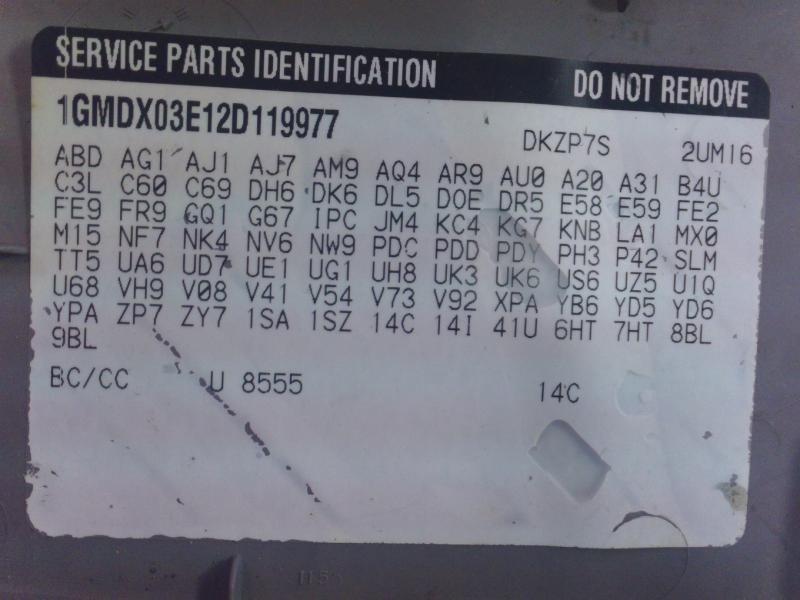 SERVICE PARTS IDENTIFICATION DO NOT REMOVE
1GMDX03E12D119977 DKZP7S 2UM16
ABD AG1 AJ1 AJ7 AM9 AQ4 AR9 AU0 A20 A31 B4U
C3L C60 C69 DH6 DK6 DL5 DOE DR5 E58 E59 FE2
FE9 FR9 GQ1 G67 IPC JM4 KC4 KG7 KNB LA1 MX0
M15 NF7 NK4 NV6 NW9 PDC PDD PDY PH3 P42 SLM
TT5 UA6 UD7 UE1 UG1 UH8 UK3 UK6 US6 UZ5 U1Q
U68 VH9 V08 V41 V54 V73 V92 XPA YB6 YD5 YD6
YPA ZP7 ZY7 1SA 1SZ 14C 14I 41U 6HT 7HT 8BL
9BL
BC/CC U 8555 14C